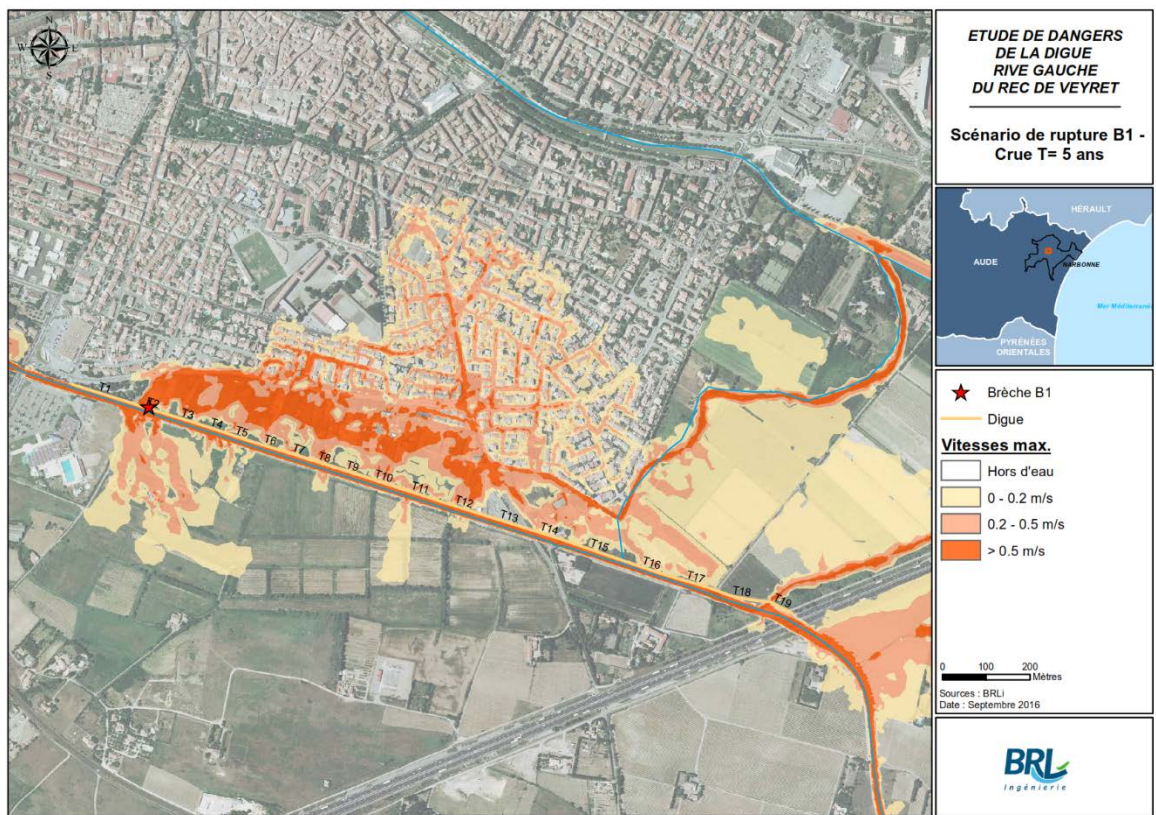 N
W
E
S
T1
T3
T4
T5
T6
T7
T8
T9
T10
T11
T12
T13
T14
T15
T16
T17
T18
T19
ETUDE DE DANGERS
DE LA DIGUE
RIVE GAUCHE
DU REC DE VEYRET
Scénario de rupture B1 -
Crue T= 5 ans
HÉRAULT
AUDE
NARBONNE
Mer Méditerrané
PYRÉNÉES
ORIENTALES
Brèche B1
Digue
Vitesses max.
Hors d'eau
0 - 0.2 m/s
0.2 - 0.5 m/s
> 0.5 m/s
0 100 200
Mètres
Sources : BRLi
Date : Septembre 2016
BRL
Ingénierie